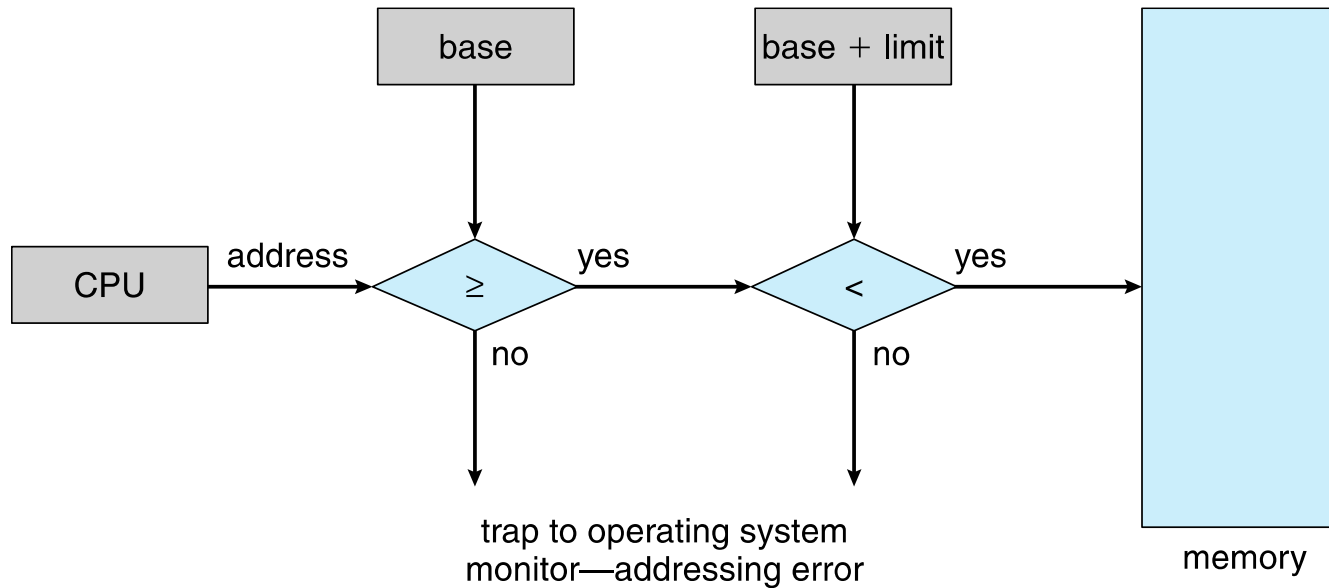 base
base + limit
CPU
address
≥
yes
<
yes
no
no
trap to operating system
monitor—addressing error
memory